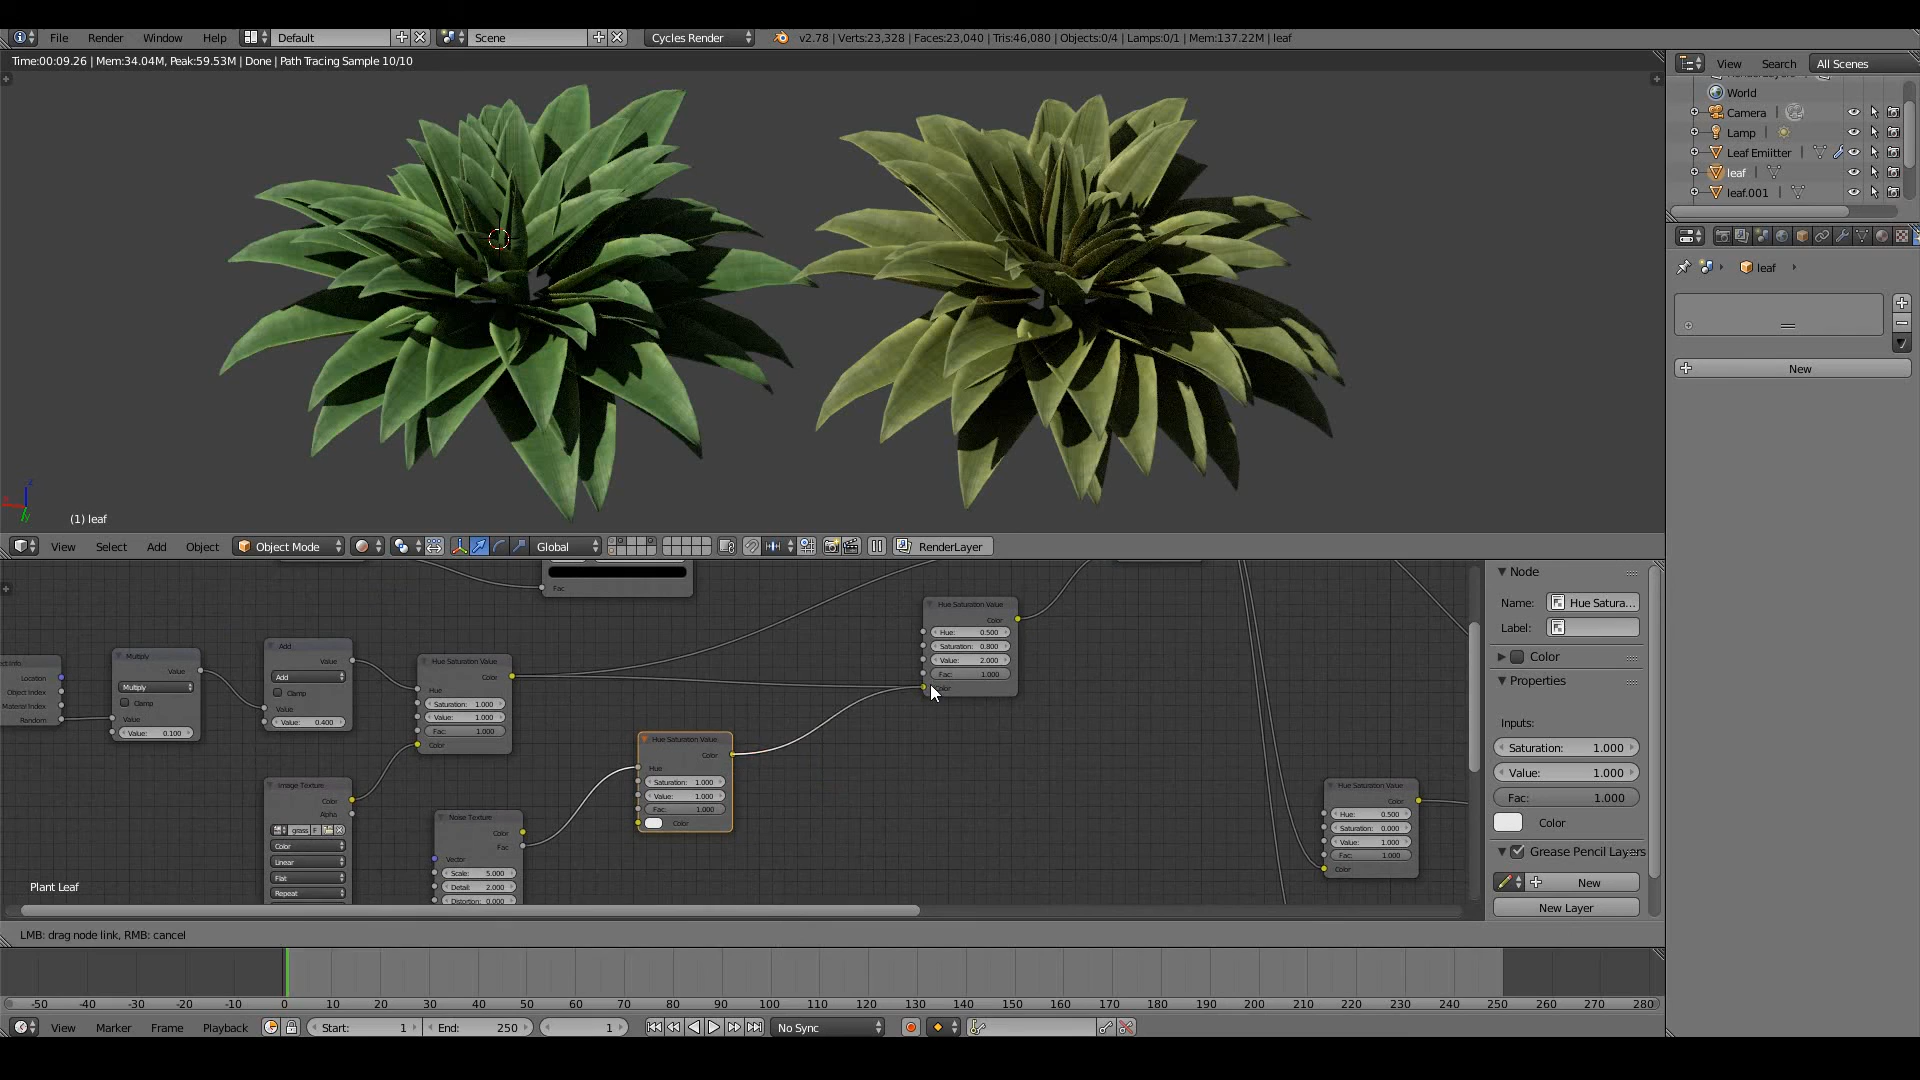 File Render Window Help Default Scene Cycles Render v2.78 | Verts:23,328 | Faces:23,040 | Tris:46,080 | Objects:0/4 | Lamps:0/1 | Mem:137.22M | leaf
Time:00:09.26 | Mem:34.04M, Peak:59.53M | Done | Path Tracing Sample 10/10
View Search All Scenes
World
Camera
Lamp
Leaf Emiitter
leaf
leaf.001
leaf
New
(1) leaf
View Select Add Object Object Mode Global RenderLayer
Fac
Location
Object Index
Material Index
Random
Multiply
Value
Multiply
Clamp
Value
Value: 0.100
Add
Value
Add
Clamp
Value
Value: 0.400
Hue Saturation Value
Color
Hue
Saturation: 1.000
Value: 1.000
Fac: 1.000
Color
Image Texture
Color
Alpha
grass F
Color
Linear
Flat
Repeat
Noise Texture
Color
Fac
Vector
Scale: 5.000
Detail: 2.000
Distortion: 0.000
Hue Saturation Value
Color
Hue
Saturation: 1.000
Value: 1.000
Fac: 1.000
Color
Hue Saturation Value
Color
Hue: 0.500
Saturation: 0.800
Value: 2.000
Fac: 1.000
Color
Hue Saturation Value
Color
Hue: 0.500
Saturation: 0.000
Value: 1.000
Fac: 1.000
Color
Plant Leaf
Node
Name: Hue Satura...
Label:
Color
Properties
Inputs:
Saturation: 1.000
Value: 1.000
Fac: 1.000
Color
Grease Pencil Layers
New
New Layer
LMB: drag node link, RMB: cancel
-50 -40 -30 -20 -10 0 10 20 30 40 50 60 70 80 90 100 110 120 130 140 150 160 170 180 190 200 210 220 230 240 250 260 270 280
View Marker Frame Playback Start: 1 End: 250 1 No Sync